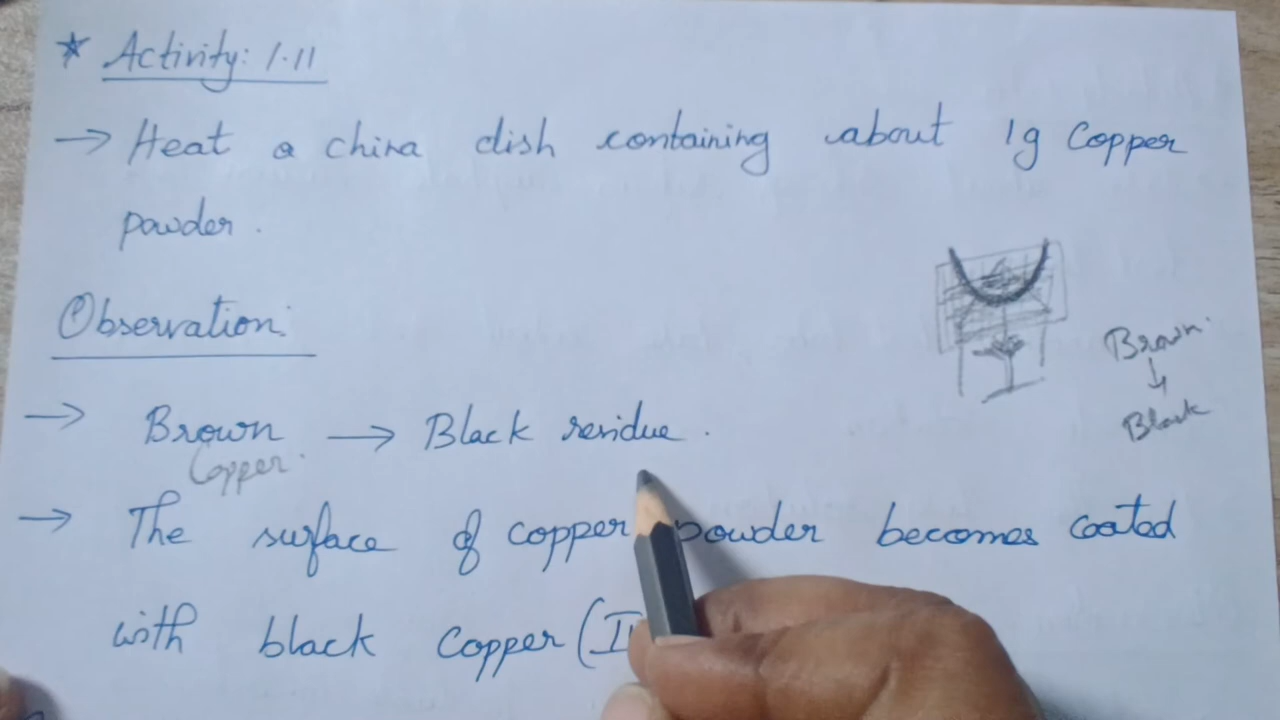 ★ Activity: 1.11
→ Heat a china dish containing about 1g Copper
powder.
Observation:
→ Brown → Black residue.
Copper.
→ The surface of copper powder becomes coated
with black Copper (I
Brown
↓
Black